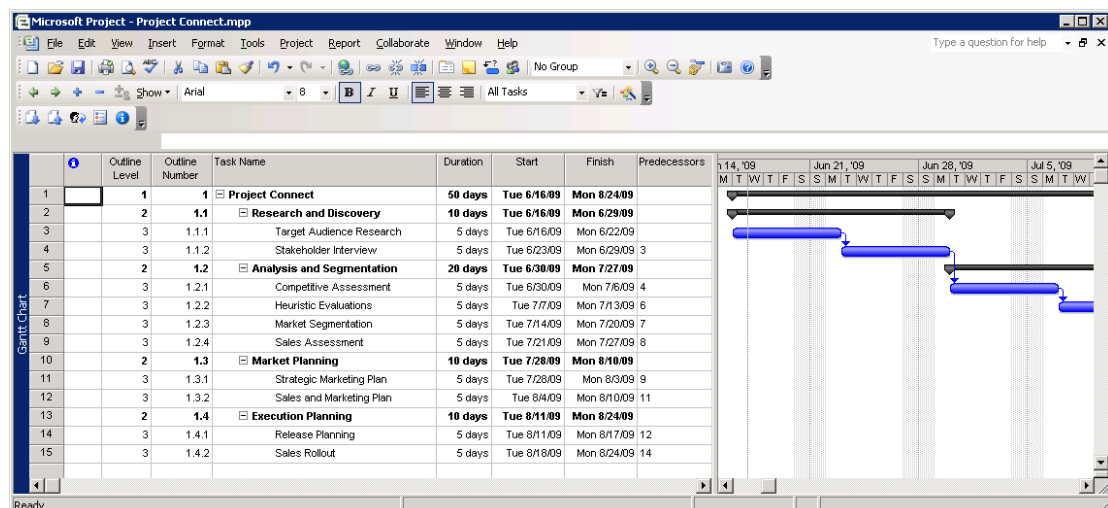 Microsoft Project - Project Connect.mpp
File Edit View Insert Format Tools Project Report Collaborate Window Help Type a question for help
No Group
Show Arial 8 B I U All Tasks
Outline Level Outline Number Task Name Duration Start Finish Predecessors
14, '09 Jun 21, '09 Jun 28, '09 Jul 5, '09
M T W T F S S M T W T F S S M T W T F S S M T W
1 1 1 Project Connect 50 days Tue 6/16/09 Mon 8/24/09
2 2 1.1 Research and Discovery 10 days Tue 6/16/09 Mon 6/29/09
3 3 1.1.1 Target Audience Research 5 days Tue 6/16/09 Mon 6/22/09
4 3 1.1.2 Stakeholder Interview 5 days Tue 6/23/09 Mon 6/29/09 3
5 2 1.2 Analysis and Segmentation 20 days Tue 6/30/09 Mon 7/27/09
6 3 1.2.1 Competitive Assessment 5 days Tue 6/30/09 Mon 7/6/09 4
7 3 1.2.2 Heuristic Evaluations 5 days Tue 7/7/09 Mon 7/13/09 6
8 3 1.2.3 Market Segmentation 5 days Tue 7/14/09 Mon 7/20/09 7
9 3 1.2.4 Sales Assessment 5 days Tue 7/21/09 Mon 7/27/09 8
10 2 1.3 Market Planning 10 days Tue 7/28/09 Mon 8/10/09
11 3 1.3.1 Strategic Marketing Plan 5 days Tue 7/28/09 Mon 8/3/09 9
12 3 1.3.2 Sales and Marketing Plan 5 days Tue 8/4/09 Mon 8/10/09 11
13 2 1.4 Execution Planning 10 days Tue 8/11/09 Mon 8/24/09
14 3 1.4.1 Release Planning 5 days Tue 8/11/09 Mon 8/17/09 12
15 3 1.4.2 Sales Rollout 5 days Tue 8/18/09 Mon 8/24/09 14
Gantt Chart
Ready